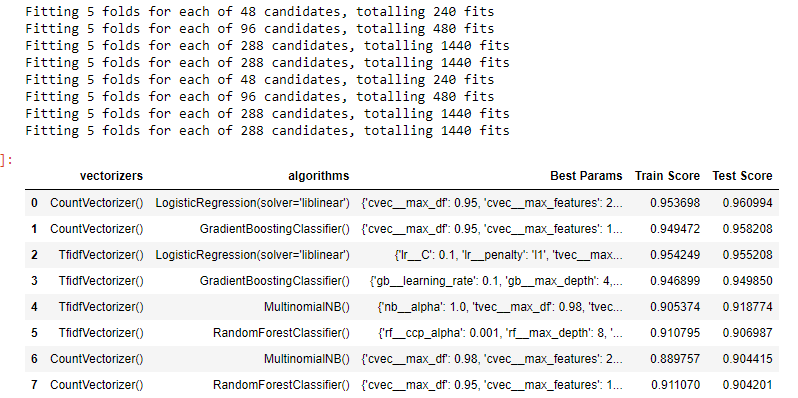 Fitting 5 folds for each of 48 candidates, totalling 240 fits
Fitting 5 folds for each of 96 candidates, totalling 480 fits
Fitting 5 folds for each of 288 candidates, totalling 1440 fits
Fitting 5 folds for each of 288 candidates, totalling 1440 fits
Fitting 5 folds for each of 48 candidates, totalling 240 fits
Fitting 5 folds for each of 96 candidates, totalling 480 fits
Fitting 5 folds for each of 288 candidates, totalling 1440 fits
Fitting 5 folds for each of 288 candidates, totalling 1440 fits
]:
vectorizers algorithms Best Params Train Score Test Score
0 CountVectorizer() LogisticRegression(solver='liblinear') {'cvec__max_df': 0.95, 'cvec__max_features': 2... 0.953698 0.960994
1 CountVectorizer() GradientBoostingClassifier() {'cvec__max_df': 0.95, 'cvec__max_features': 1... 0.949472 0.958208
2 TfidfVectorizer() LogisticRegression(solver='liblinear') {'lr__C': 0.1, 'lr__penalty': 'l1', 'tvec__max... 0.954249 0.955208
3 TfidfVectorizer() GradientBoostingClassifier() {'gb__learning_rate': 0.1, 'gb__max_depth': 4,... 0.946899 0.949850
4 TfidfVectorizer() MultinomialNB() {'nb__alpha': 1.0, 'tvec__max_df': 0.98, 'tvec... 0.905374 0.918774
5 TfidfVectorizer() RandomForestClassifier() {'rf__ccp_alpha': 0.001, 'rf__max_depth': 8, '... 0.910795 0.906987
6 CountVectorizer() MultinomialNB() {'cvec__max_df': 0.98, 'cvec__max_features': 2... 0.889757 0.904415
7 CountVectorizer() RandomForestClassifier() {'cvec__max_df': 0.95, 'cvec__max_features': 1... 0.911070 0.904201